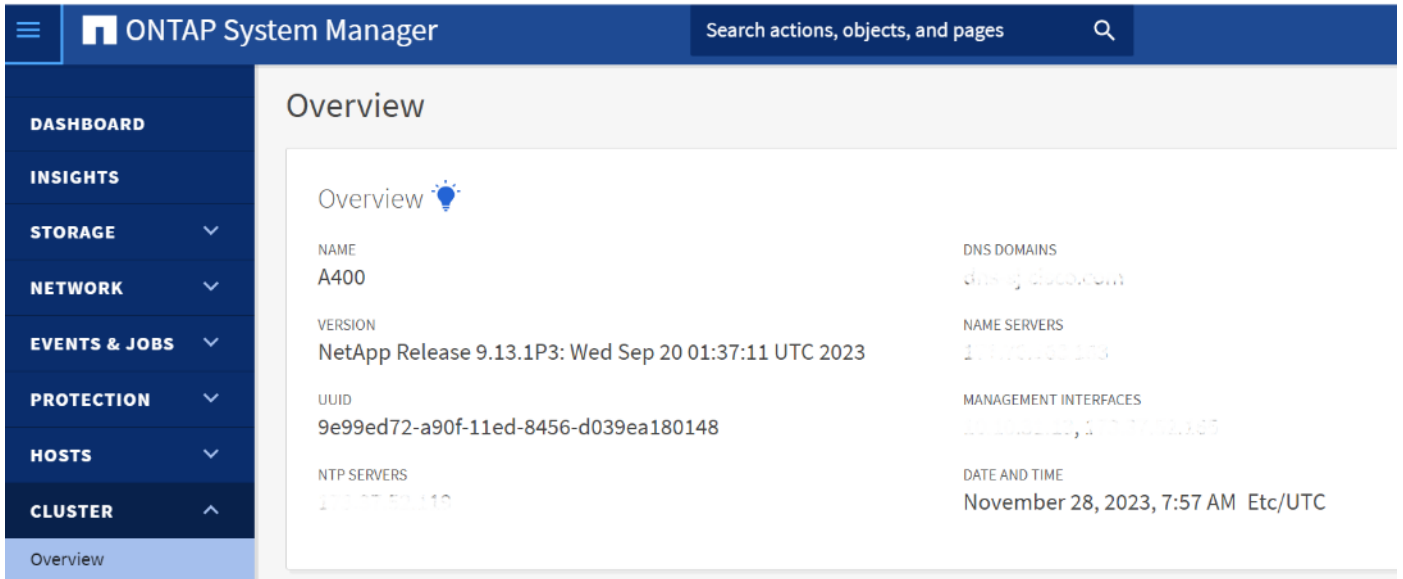 ONTAP System Manager
Search actions, objects, and pages
DASHBOARD
INSIGHTS
STORAGE
NETWORK
EVENTS & JOBS
PROTECTION
HOSTS
CLUSTER
Overview
Overview
Overview
NAME
A400
VERSION
NetApp Release 9.13.1P3: Wed Sep 20 01:37:11 UTC 2023
UUID
9e99ed72-a90f-11ed-8456-d039ea180148
NTP SERVERS
DNS DOMAINS
NAME SERVERS
MANAGEMENT INTERFACES
DATE AND TIME
November 28, 2023, 7:57 AM Etc/UTC